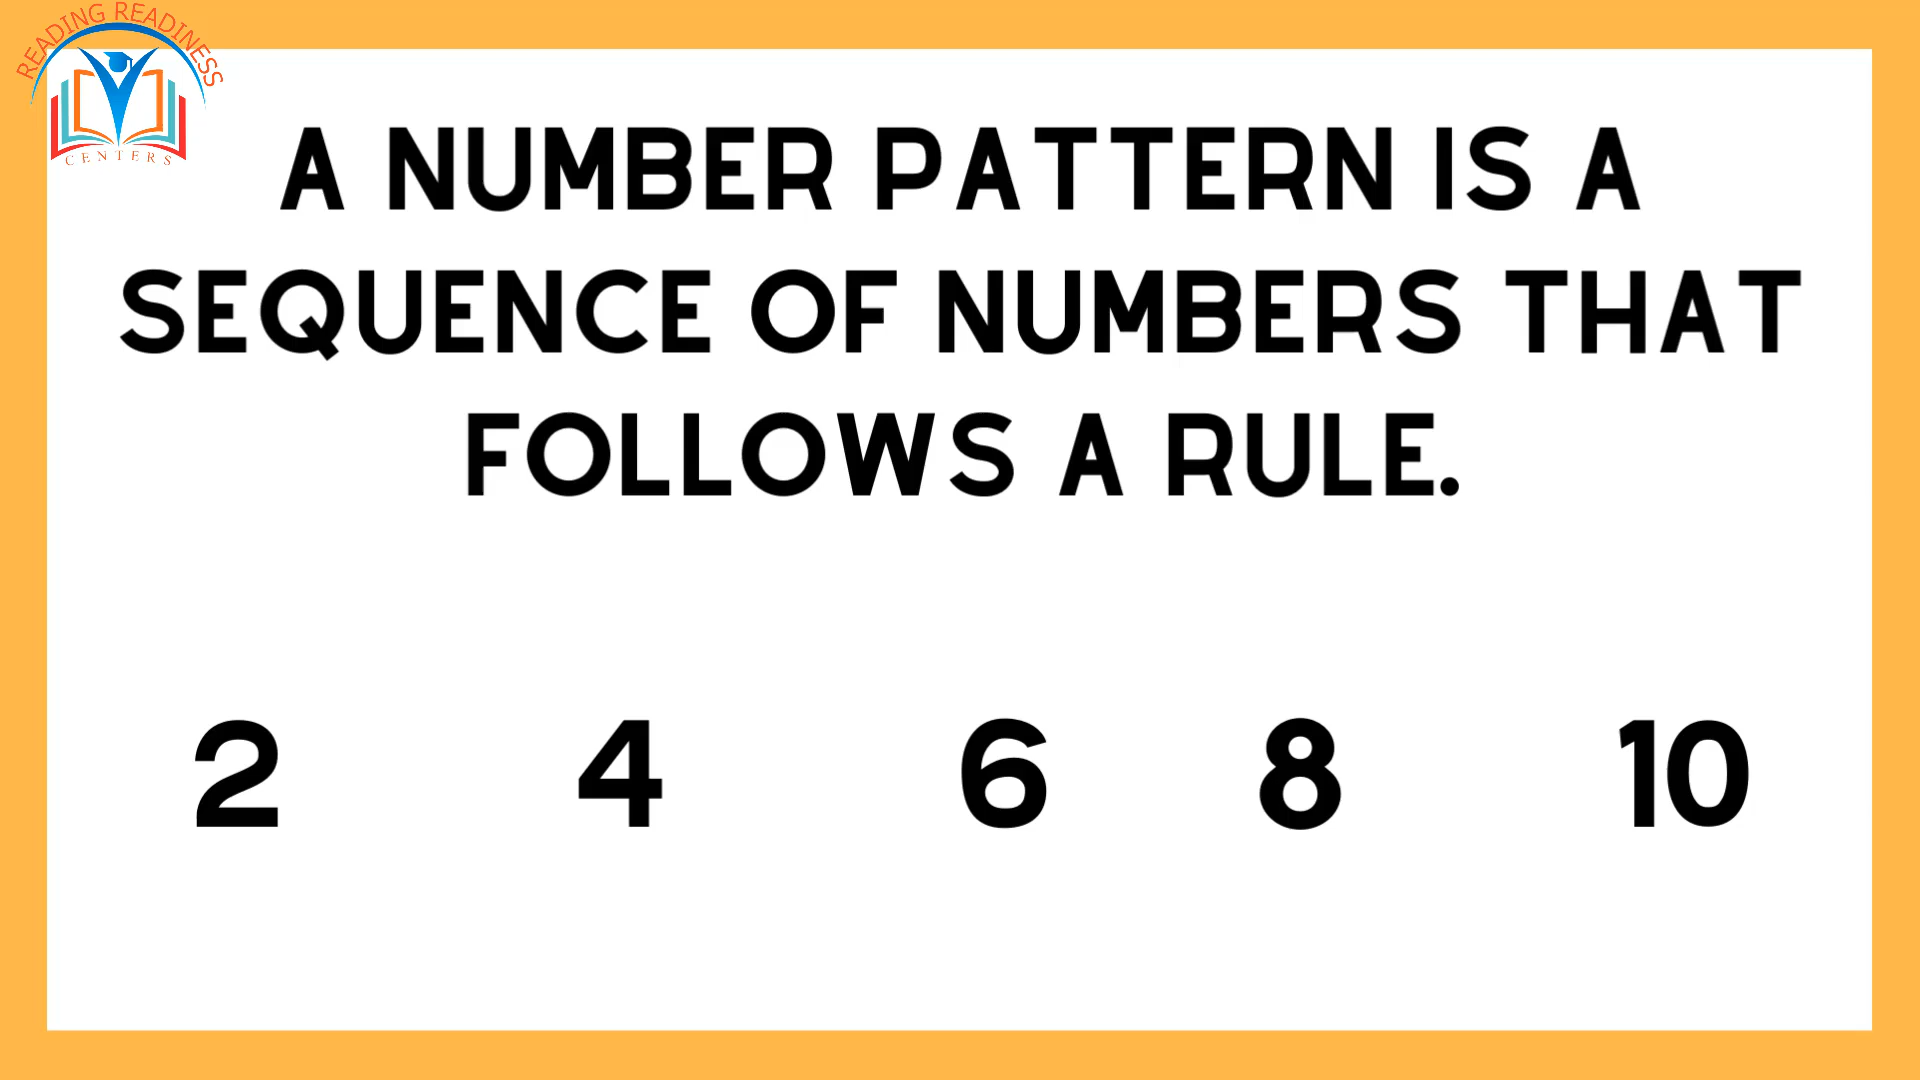 READING READINESS
CENTERS
A NUMBER PATTERN IS A
SEQUENCE OF NUMBERS THAT
FOLLOWS A RULE.
2 4 6 8 10